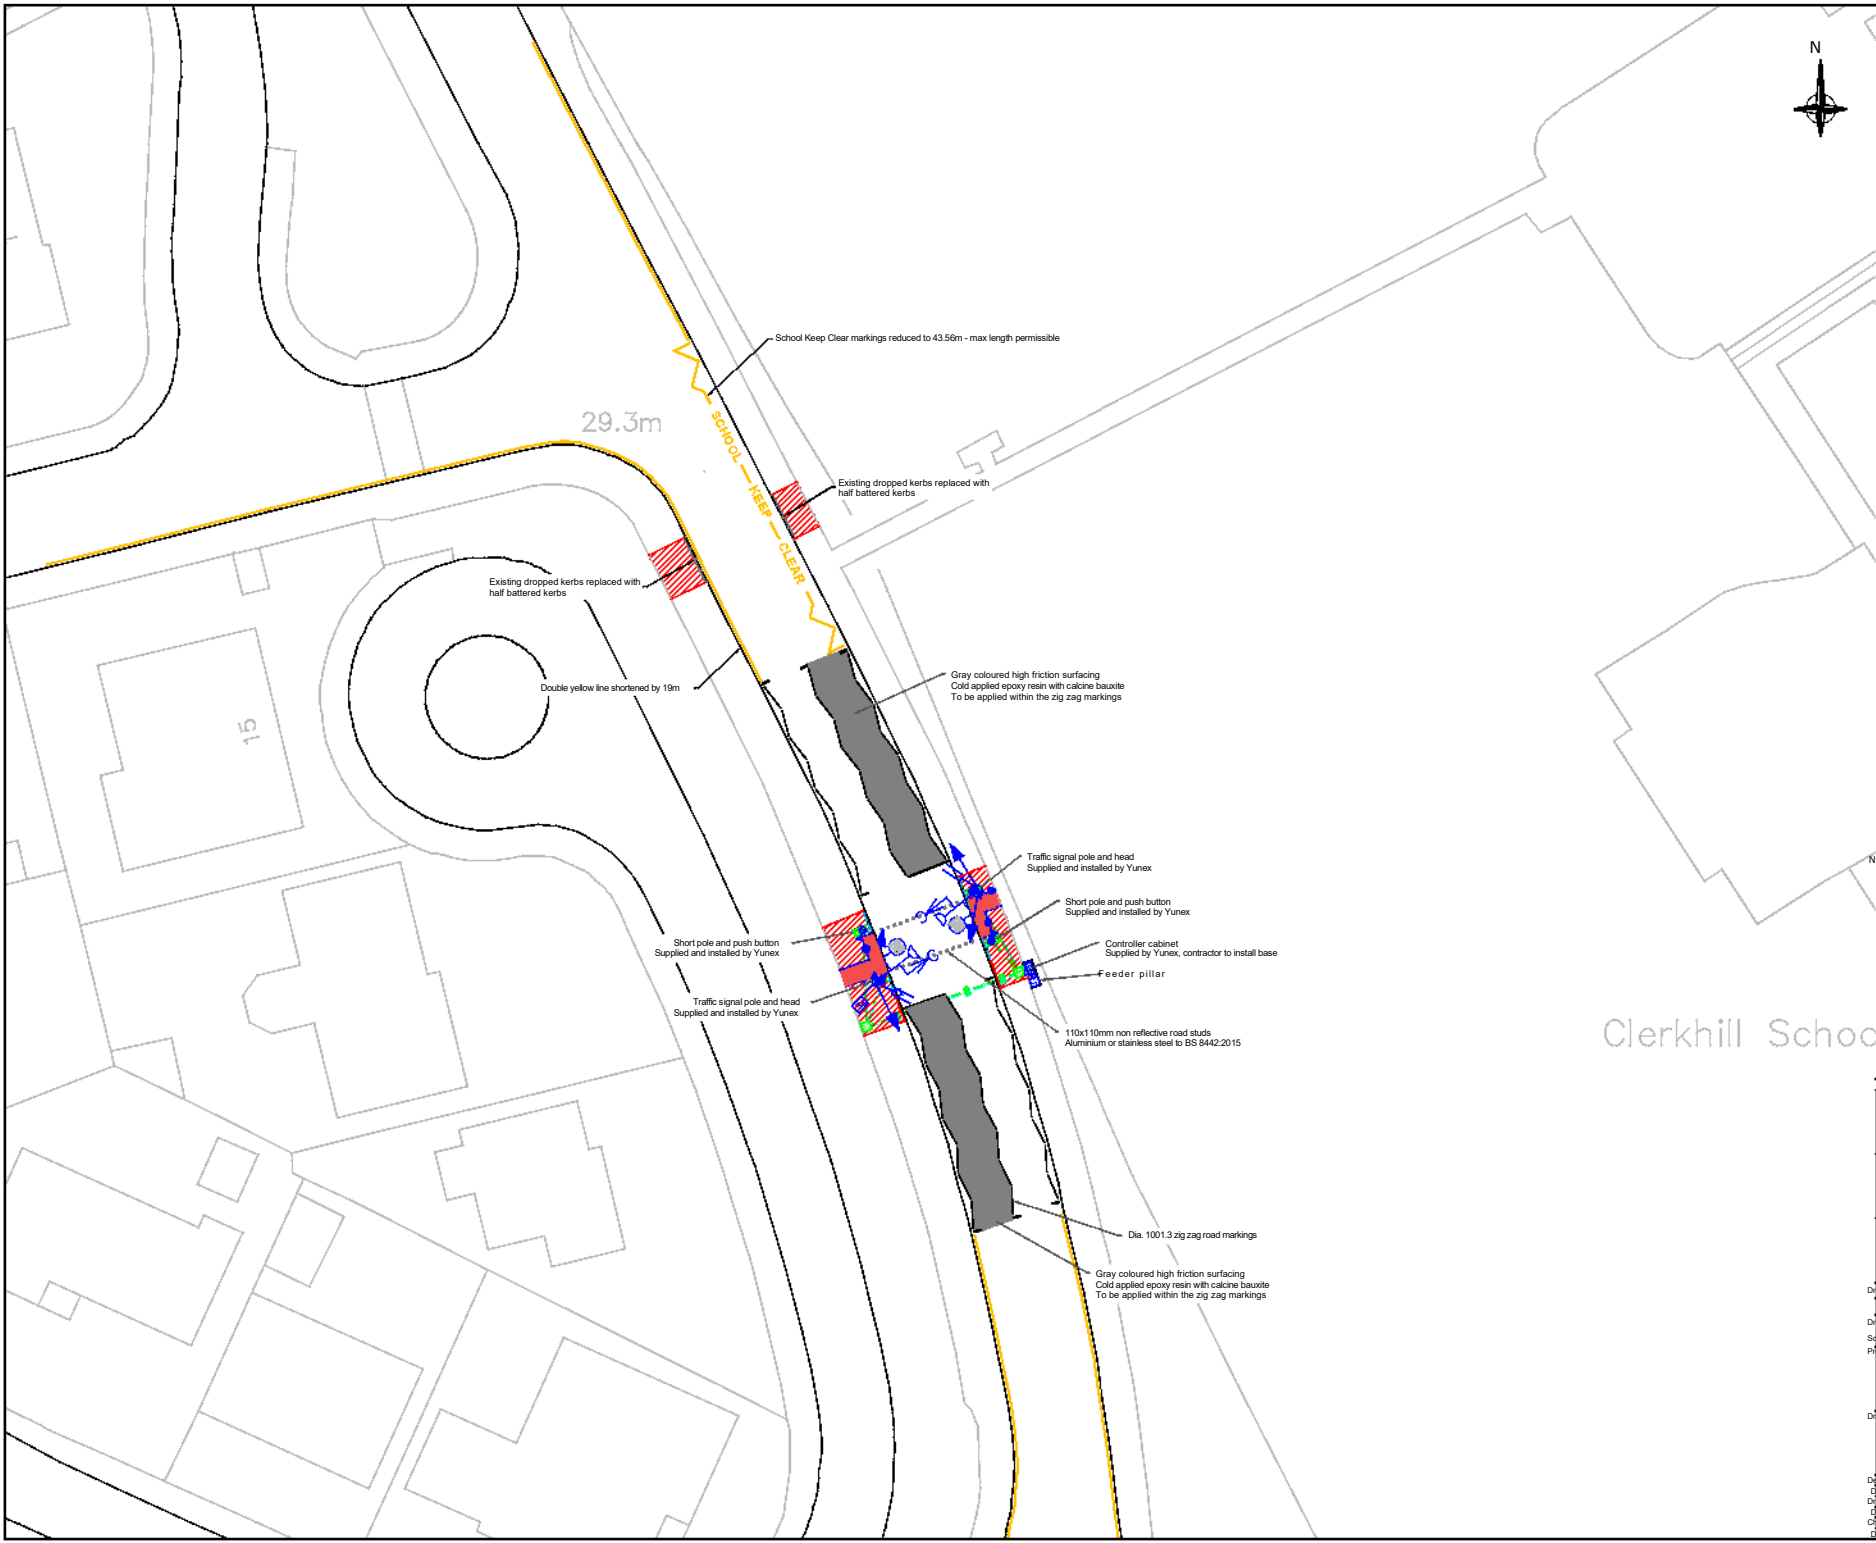 N
School Keep Clear markings reduced to 43.56m - max length permissible
29.3m
SCHOOL KEEP CLEAR
Existing dropped kerbs replaced with
half battered kerbs
Existing dropped kerbs replaced with
half battered kerbs
Double yellow line shortened by 19m
Gray coloured high friction surfacing
Cold applied epoxy resin with calcine bauxite
To be applied within the zig zag markings
15
Traffic signal pole and head
Supplied and installed by Yunex
Short pole and push button
Supplied and installed by Yunex
Short pole and push button
Supplied and installed by Yunex
Controller cabinet
Supplied by Yunex, contractor to install base
Feeder pillar
Traffic signal pole and head
Supplied and installed by Yunex
110x110mm non reflective road studs
Aluminium or stainless steel to BS 8442:2015
Clerkhill Schoo
Dia. 1001.3 zig zag road markings
Gray coloured high friction surfacing
Cold applied epoxy resin with calcine bauxite
To be applied within the zig zag markings